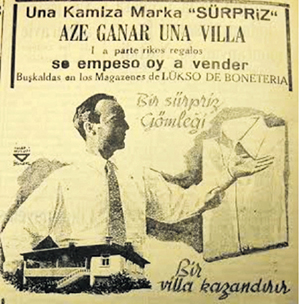 Una Kamiza Marka "SÜRPRiZ"
AZE GANAR UNA VILLA
I a parte rikos regalos
se empeso oy a vender
Buşkaldas en los Magazenes de LÜKSO DE BONETERIA
Bir sürpriz
Gömleği
Bir
villa kazandırır